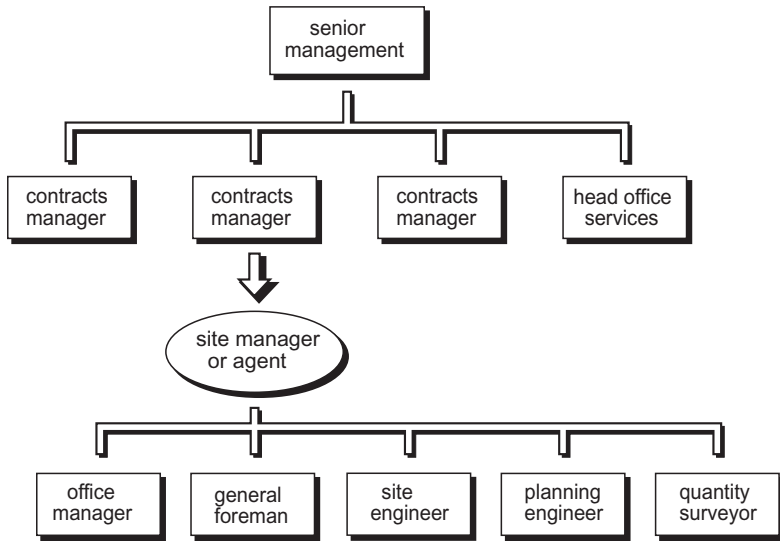 senior
management
contracts
manager
contracts
manager
contracts
manager
head office
services
site manager
or agent
office
manager
general
foreman
site
engineer
planning
engineer
quantity
surveyor